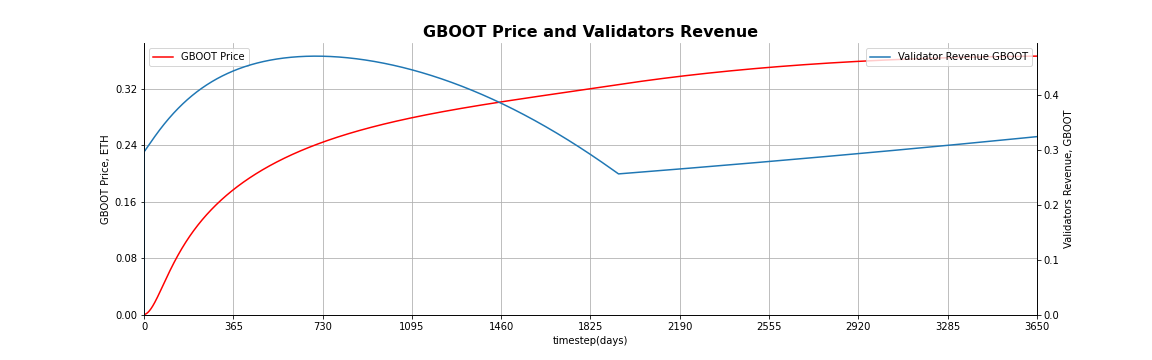 GBOOT Price and Validators Revenue
GBOOT Price
Validator Revenue GBOOT
GBOOT Price, ETH
0.32
0.24
0.16
0.08
0.00
0.4
0.3
0.2
0.1
0.0
Validators Revenue, GBOOT
0 365 730 1095 1460 1825 2190 2555 2920 3285 3650
timestep(days)